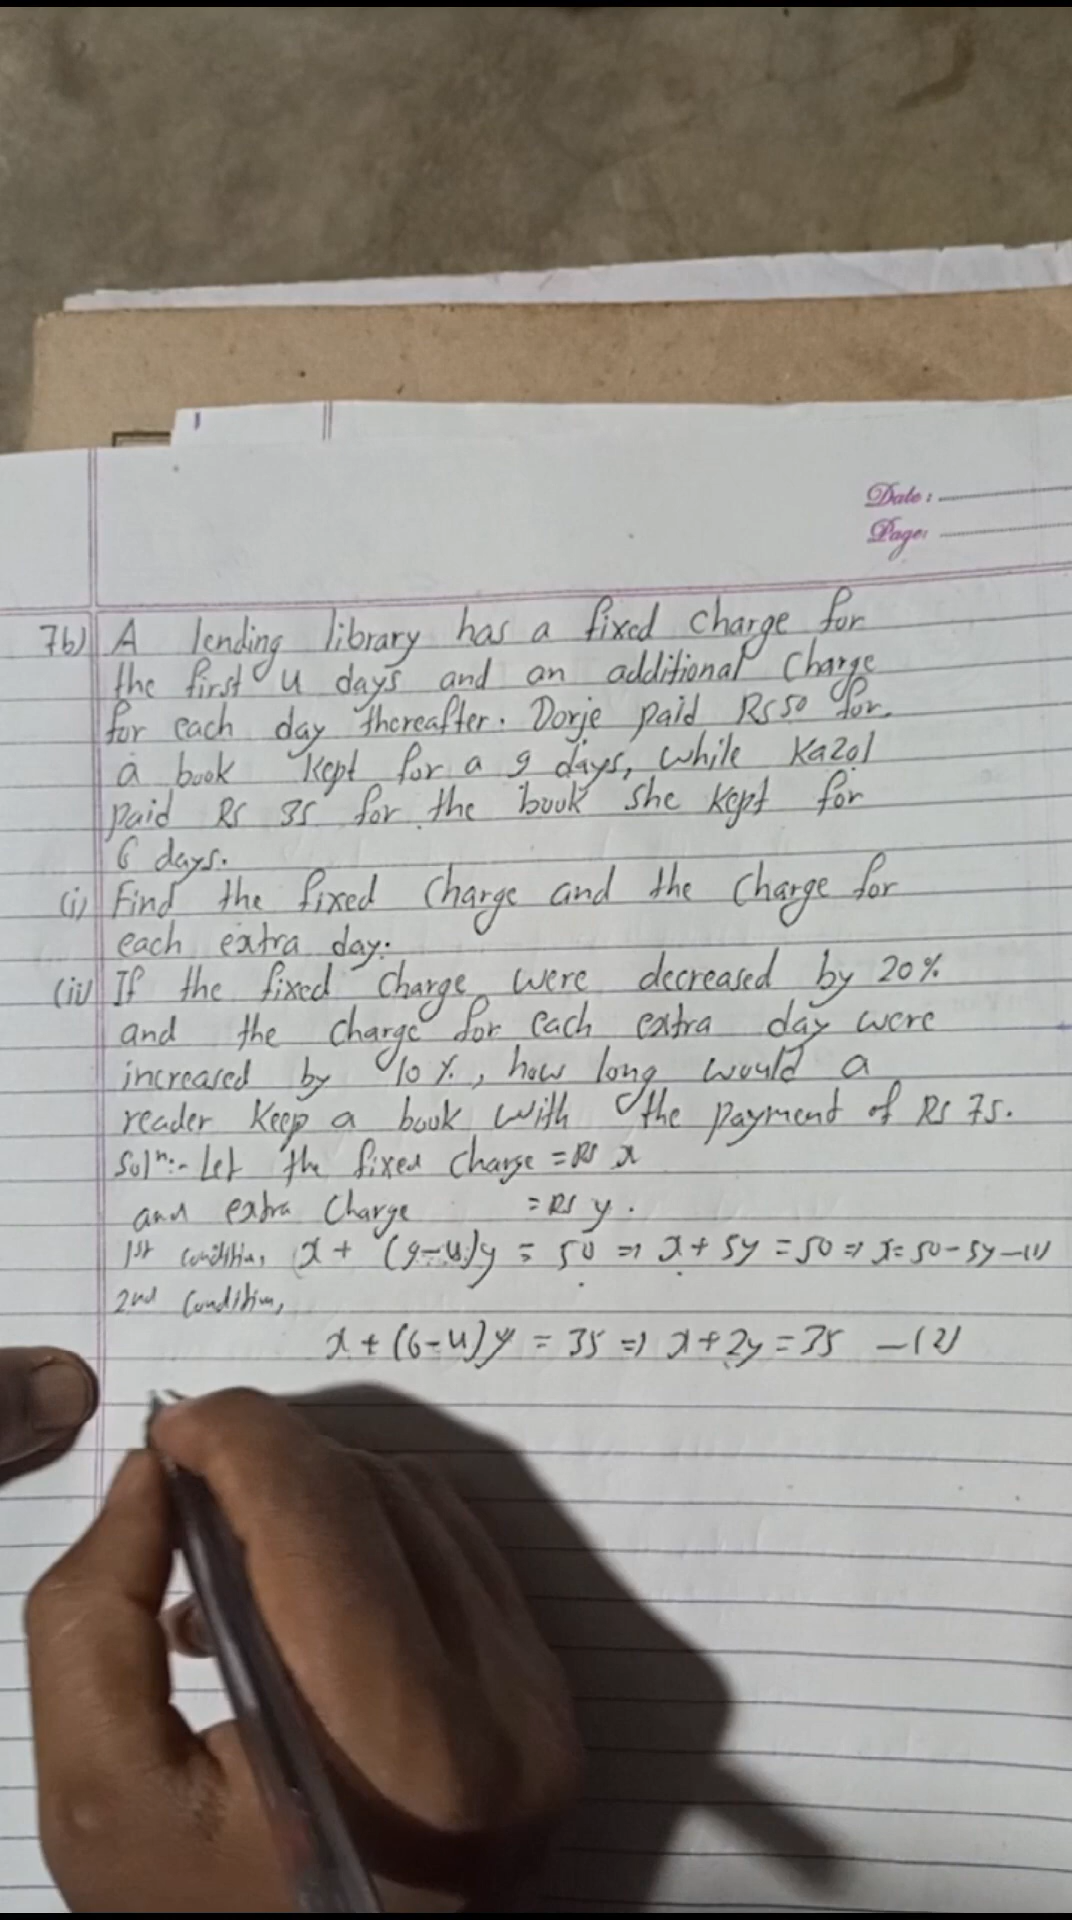 Date:
Page:
7b) A lending library has a fixed charge for
the first 4 days and an additional charge
for each day thereafter. Dorje paid Rs 50 for
a book kept for a 9 days, while Kazol
paid Rs 35 for the book she kept for
6 days.
(i) Find the fixed charge and the charge for
each extra day.
(ii) If the fixed charge were decreased by 20%
and the charge for each extra day were
increased by 10%, how long would a
reader keep a book with the payment of Rs 75.
Solⁿ:- Let the fixed charge = Rs x
and extra charge = Rs y.
1st condition, x + (9-4)y = 50 => x + 5y = 50 => x = 50 - 5y —(1)
2nd condition,
x + (6-4)y = 35 => x + 2y = 35 —(2)